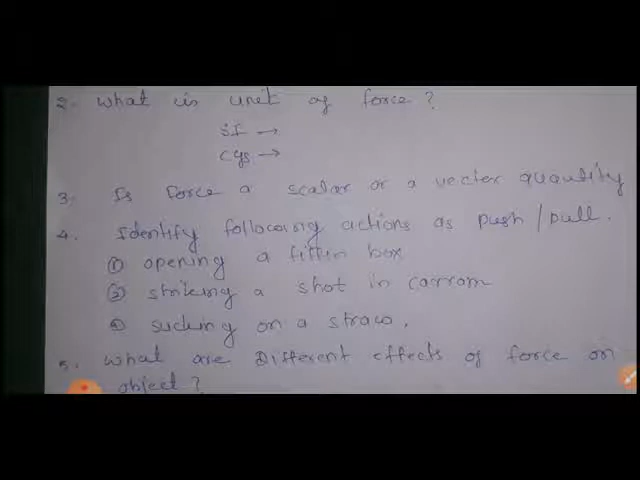 2. What is unit of force?
SI →
Cgs →
3. Is Force a scalar or a vector quantity
4. Identify following actions as push/pull.
① opening a tiffin box
② striking a shot in carrom
③ sucking on a straw.
5. What are Different effects of force on
object?